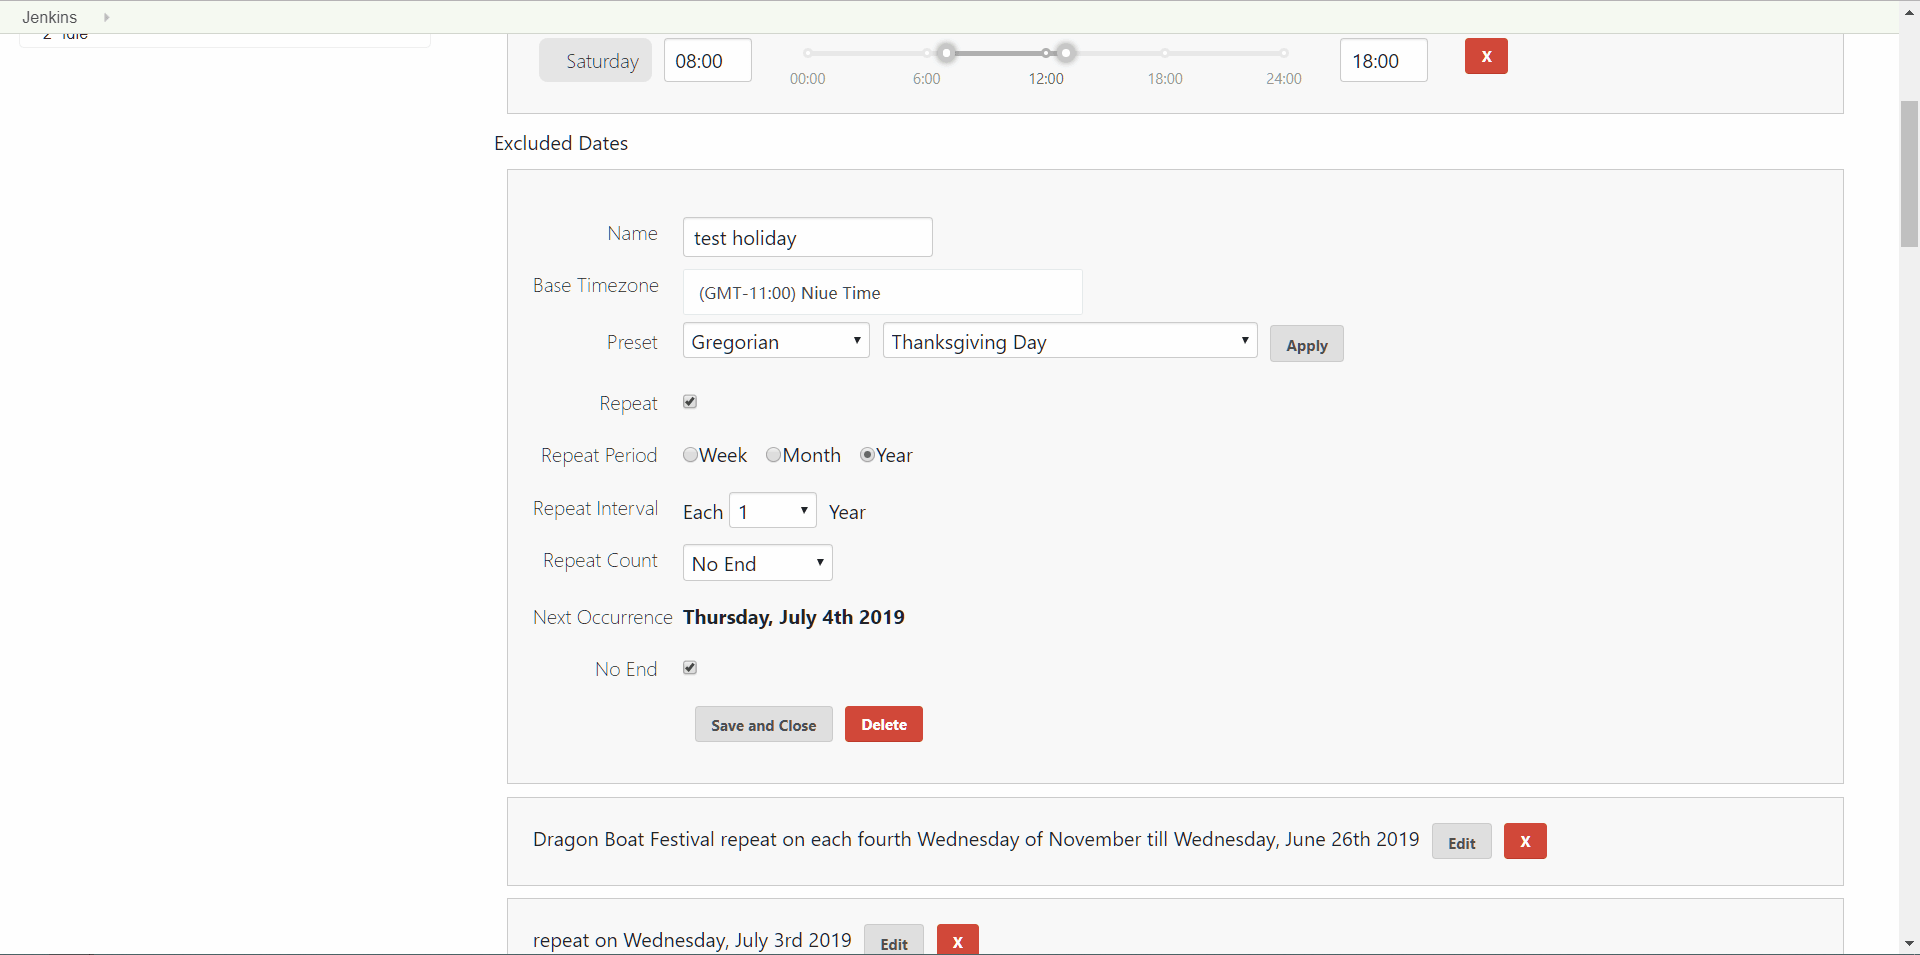 Jenkins
2 Idle
Saturday 08:00 18:00 X
00:00 6:00 12:00 18:00 24:00
Excluded Dates
Name test holiday
Base Timezone (GMT-11:00) Niue Time
Preset Gregorian Thanksgiving Day Apply
Repeat
Repeat Period Week Month Year
Repeat Interval Each 1 Year
Repeat Count No End
Next Occurrence Thursday, July 4th 2019
No End
Save and Close Delete
Dragon Boat Festival repeat on each fourth Wednesday of November till Wednesday, June 26th 2019 Edit X
repeat on Wednesday, July 3rd 2019 Edit X